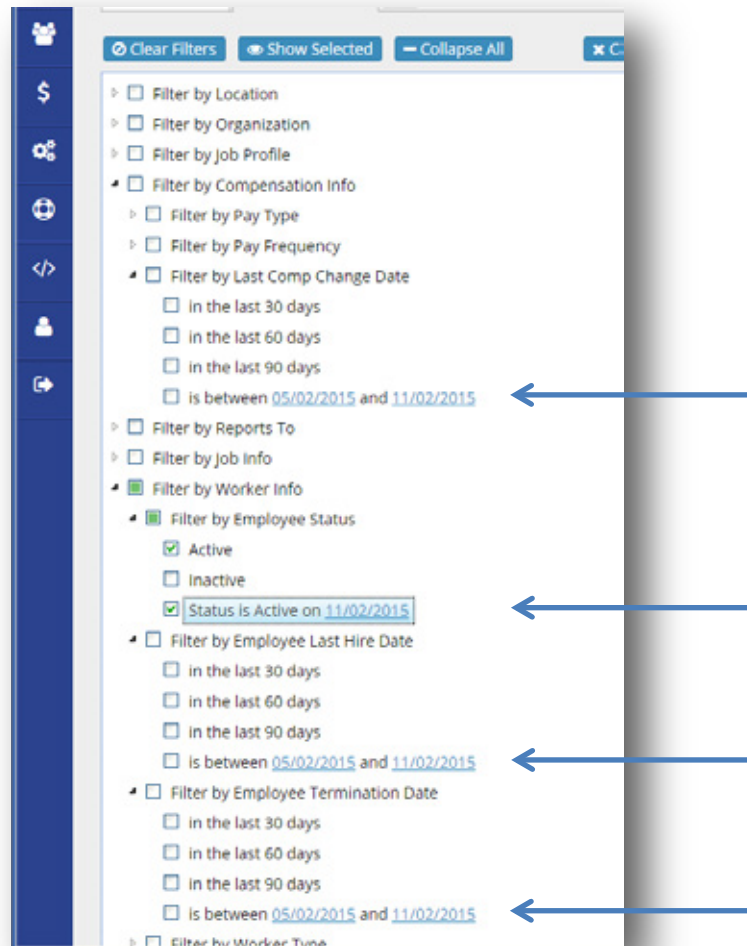 Clear Filters Show Selected Collapse All
Filter by Location
Filter by Organization
Filter by Job Profile
Filter by Compensation Info
Filter by Pay Type
Filter by Pay Frequency
Filter by Last Comp Change Date
in the last 30 days
in the last 60 days
in the last 90 days
is between 05/02/2015 and 11/02/2015
Filter by Reports To
Filter by Job Info
Filter by Worker Info
Filter by Employee Status
Active
Inactive
Status is Active on 11/02/2015
Filter by Employee Last Hire Date
in the last 30 days
in the last 60 days
in the last 90 days
is between 05/02/2015 and 11/02/2015
Filter by Employee Termination Date
in the last 30 days
in the last 60 days
in the last 90 days
is between 05/02/2015 and 11/02/2015
Filter by Worker Type